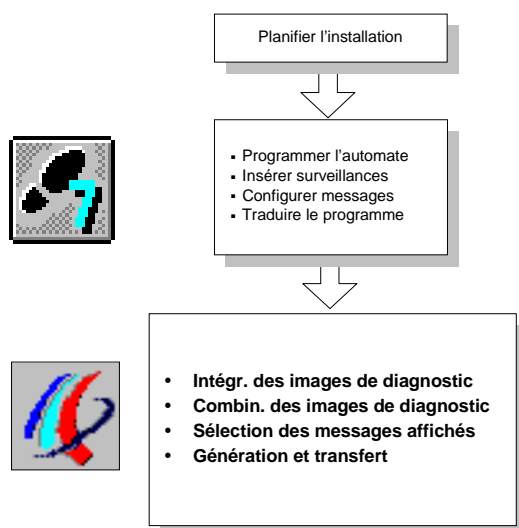 Planifier l'installation
▪ Programmer l'automate
▪ Insérer surveillances
▪ Configurer messages
▪ Traduire le programme
7
• Intégr. des images de diagnostic
• Combin. des images de diagnostic
• Sélection des messages affichés
• Génération et transfert